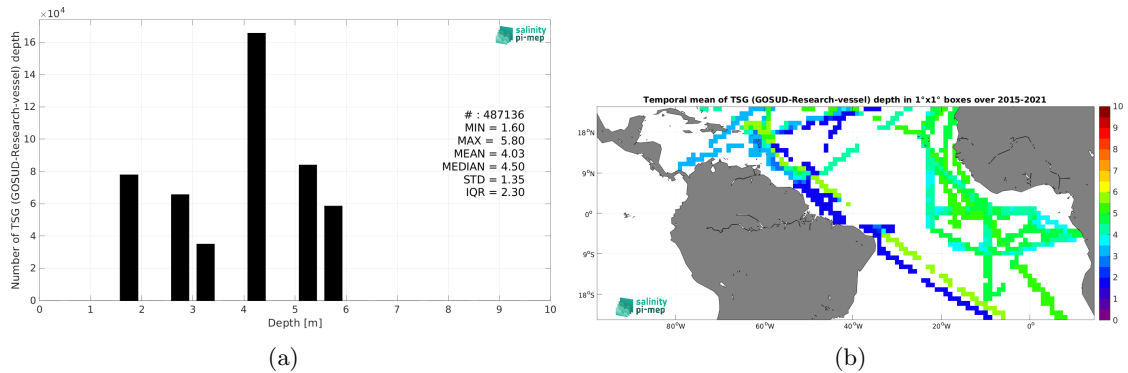 ×10⁴
16
14
12
10
8
6
4
2
0
Number of TSG (GOSUD-Research-vessel) depth
0 1 2 3 4 5 6 7 8 9 10
Depth [m]
salinity
pi-mep
# : 487136
MIN = 1.60
MAX = 5.80
MEAN = 4.03
MEDIAN = 4.50
STD = 1.35
IQR = 2.30
(a)
Temporal mean of TSG (GOSUD-Research-vessel) depth in 1°x1° boxes over 2015-2021
18°N
9°N
0°
9°S
18°S
80°W 60°W 40°W 20°W 0°
salinity
pi-mep
10
9
8
7
6
5
4
3
2
1
0
(b)